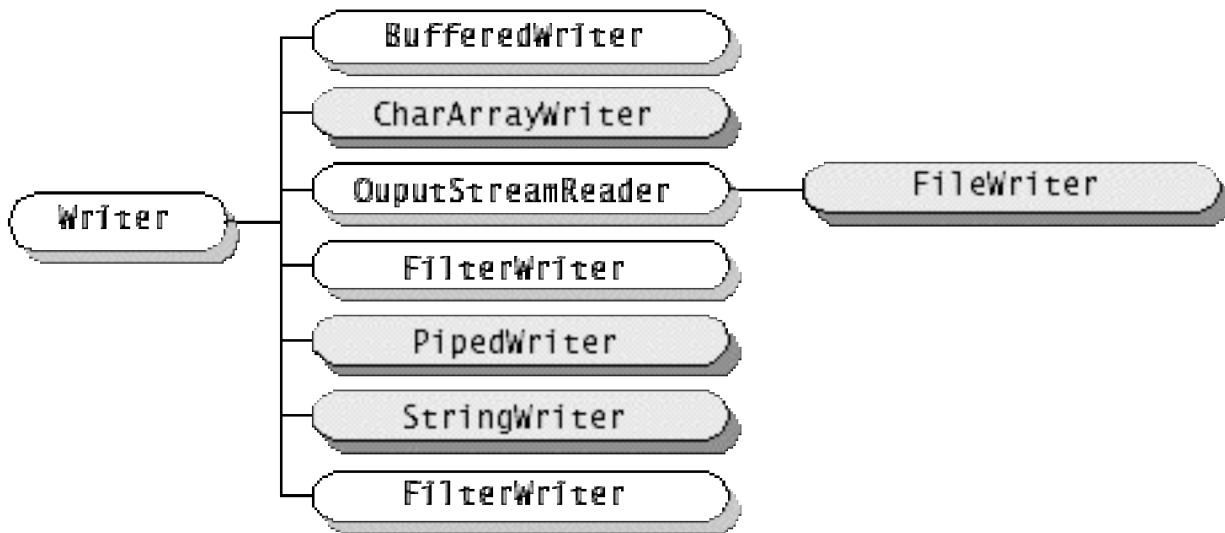 BufferedWriter
CharArrayWriter
OuputStreamReader
FileWriter
Writer
FilterWriter
PipedWriter
StringWriter
FilterWriter